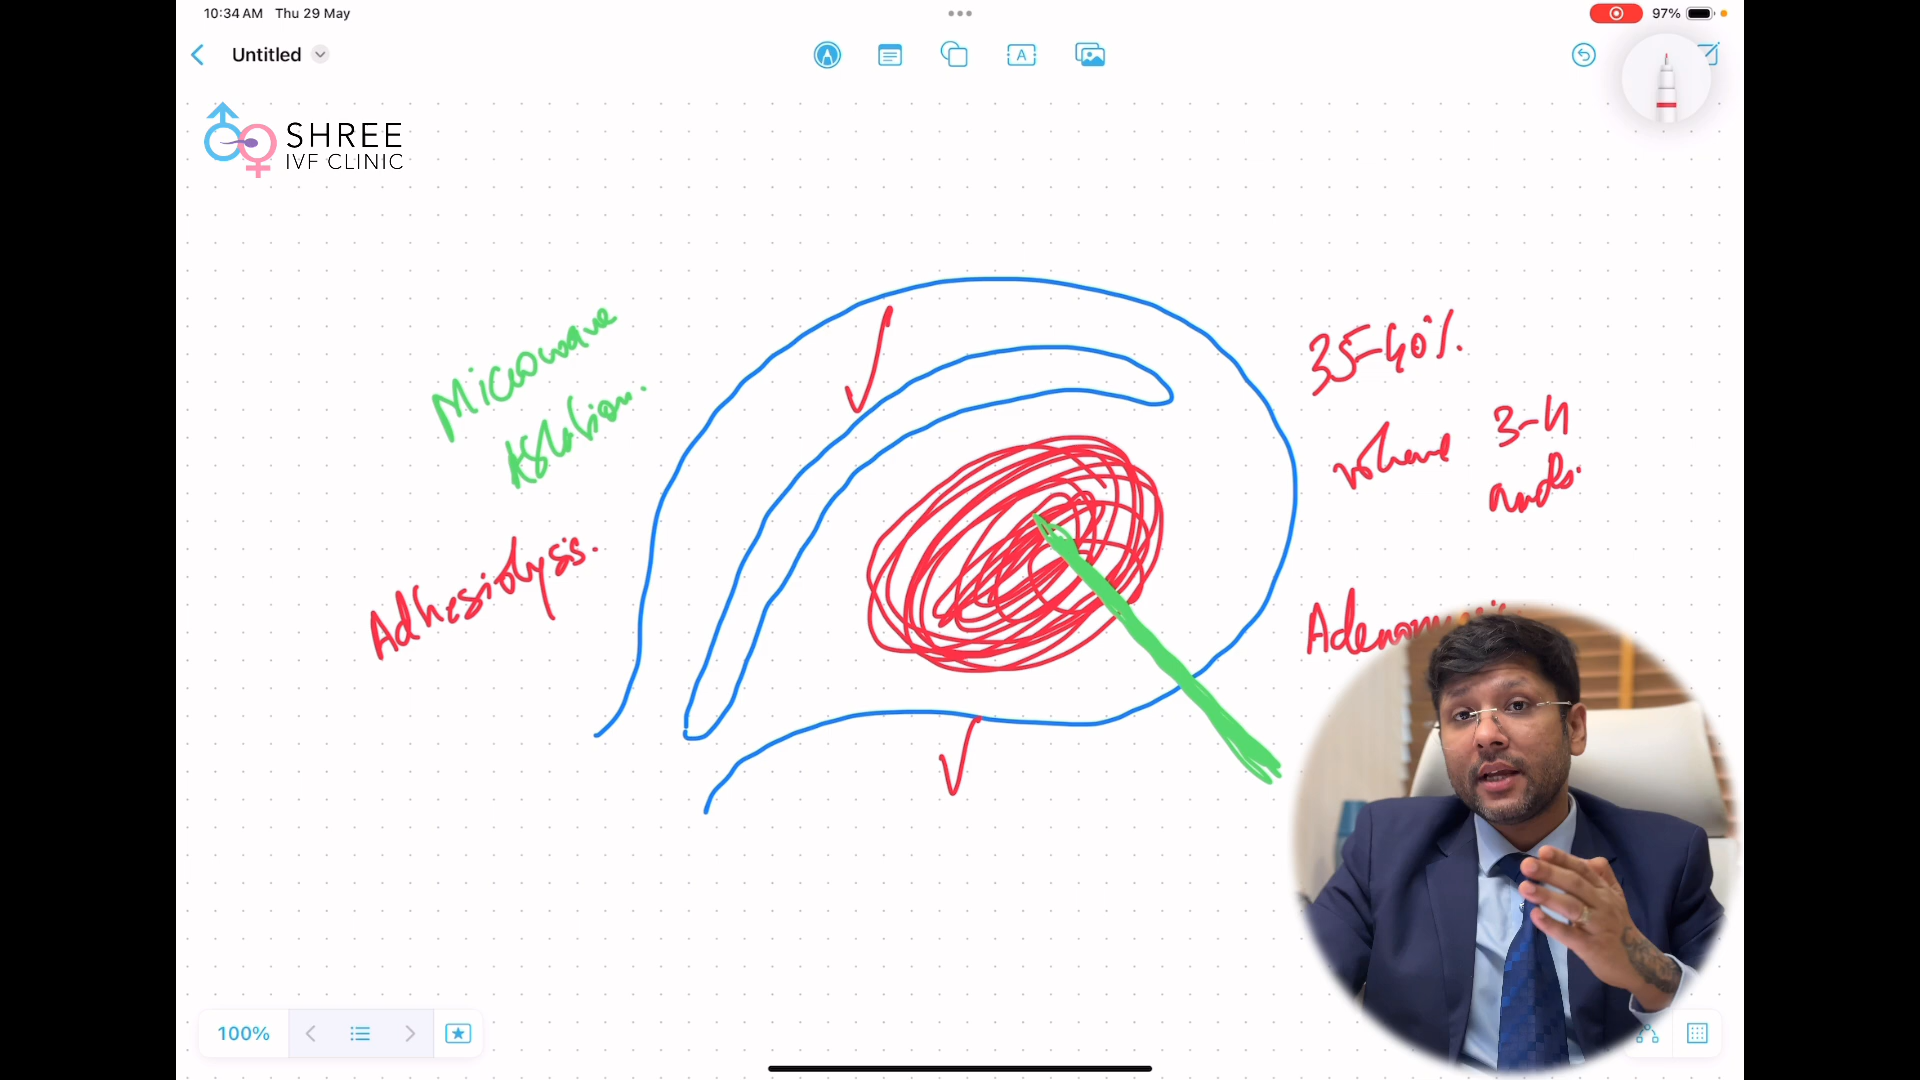 10:34 AM Thu 29 May
97%
Untitled
A
SHREE
IVF CLINIC
Microwave
Ablation.
Adhesiolysis.
35-40%.
volume 3-4
100%